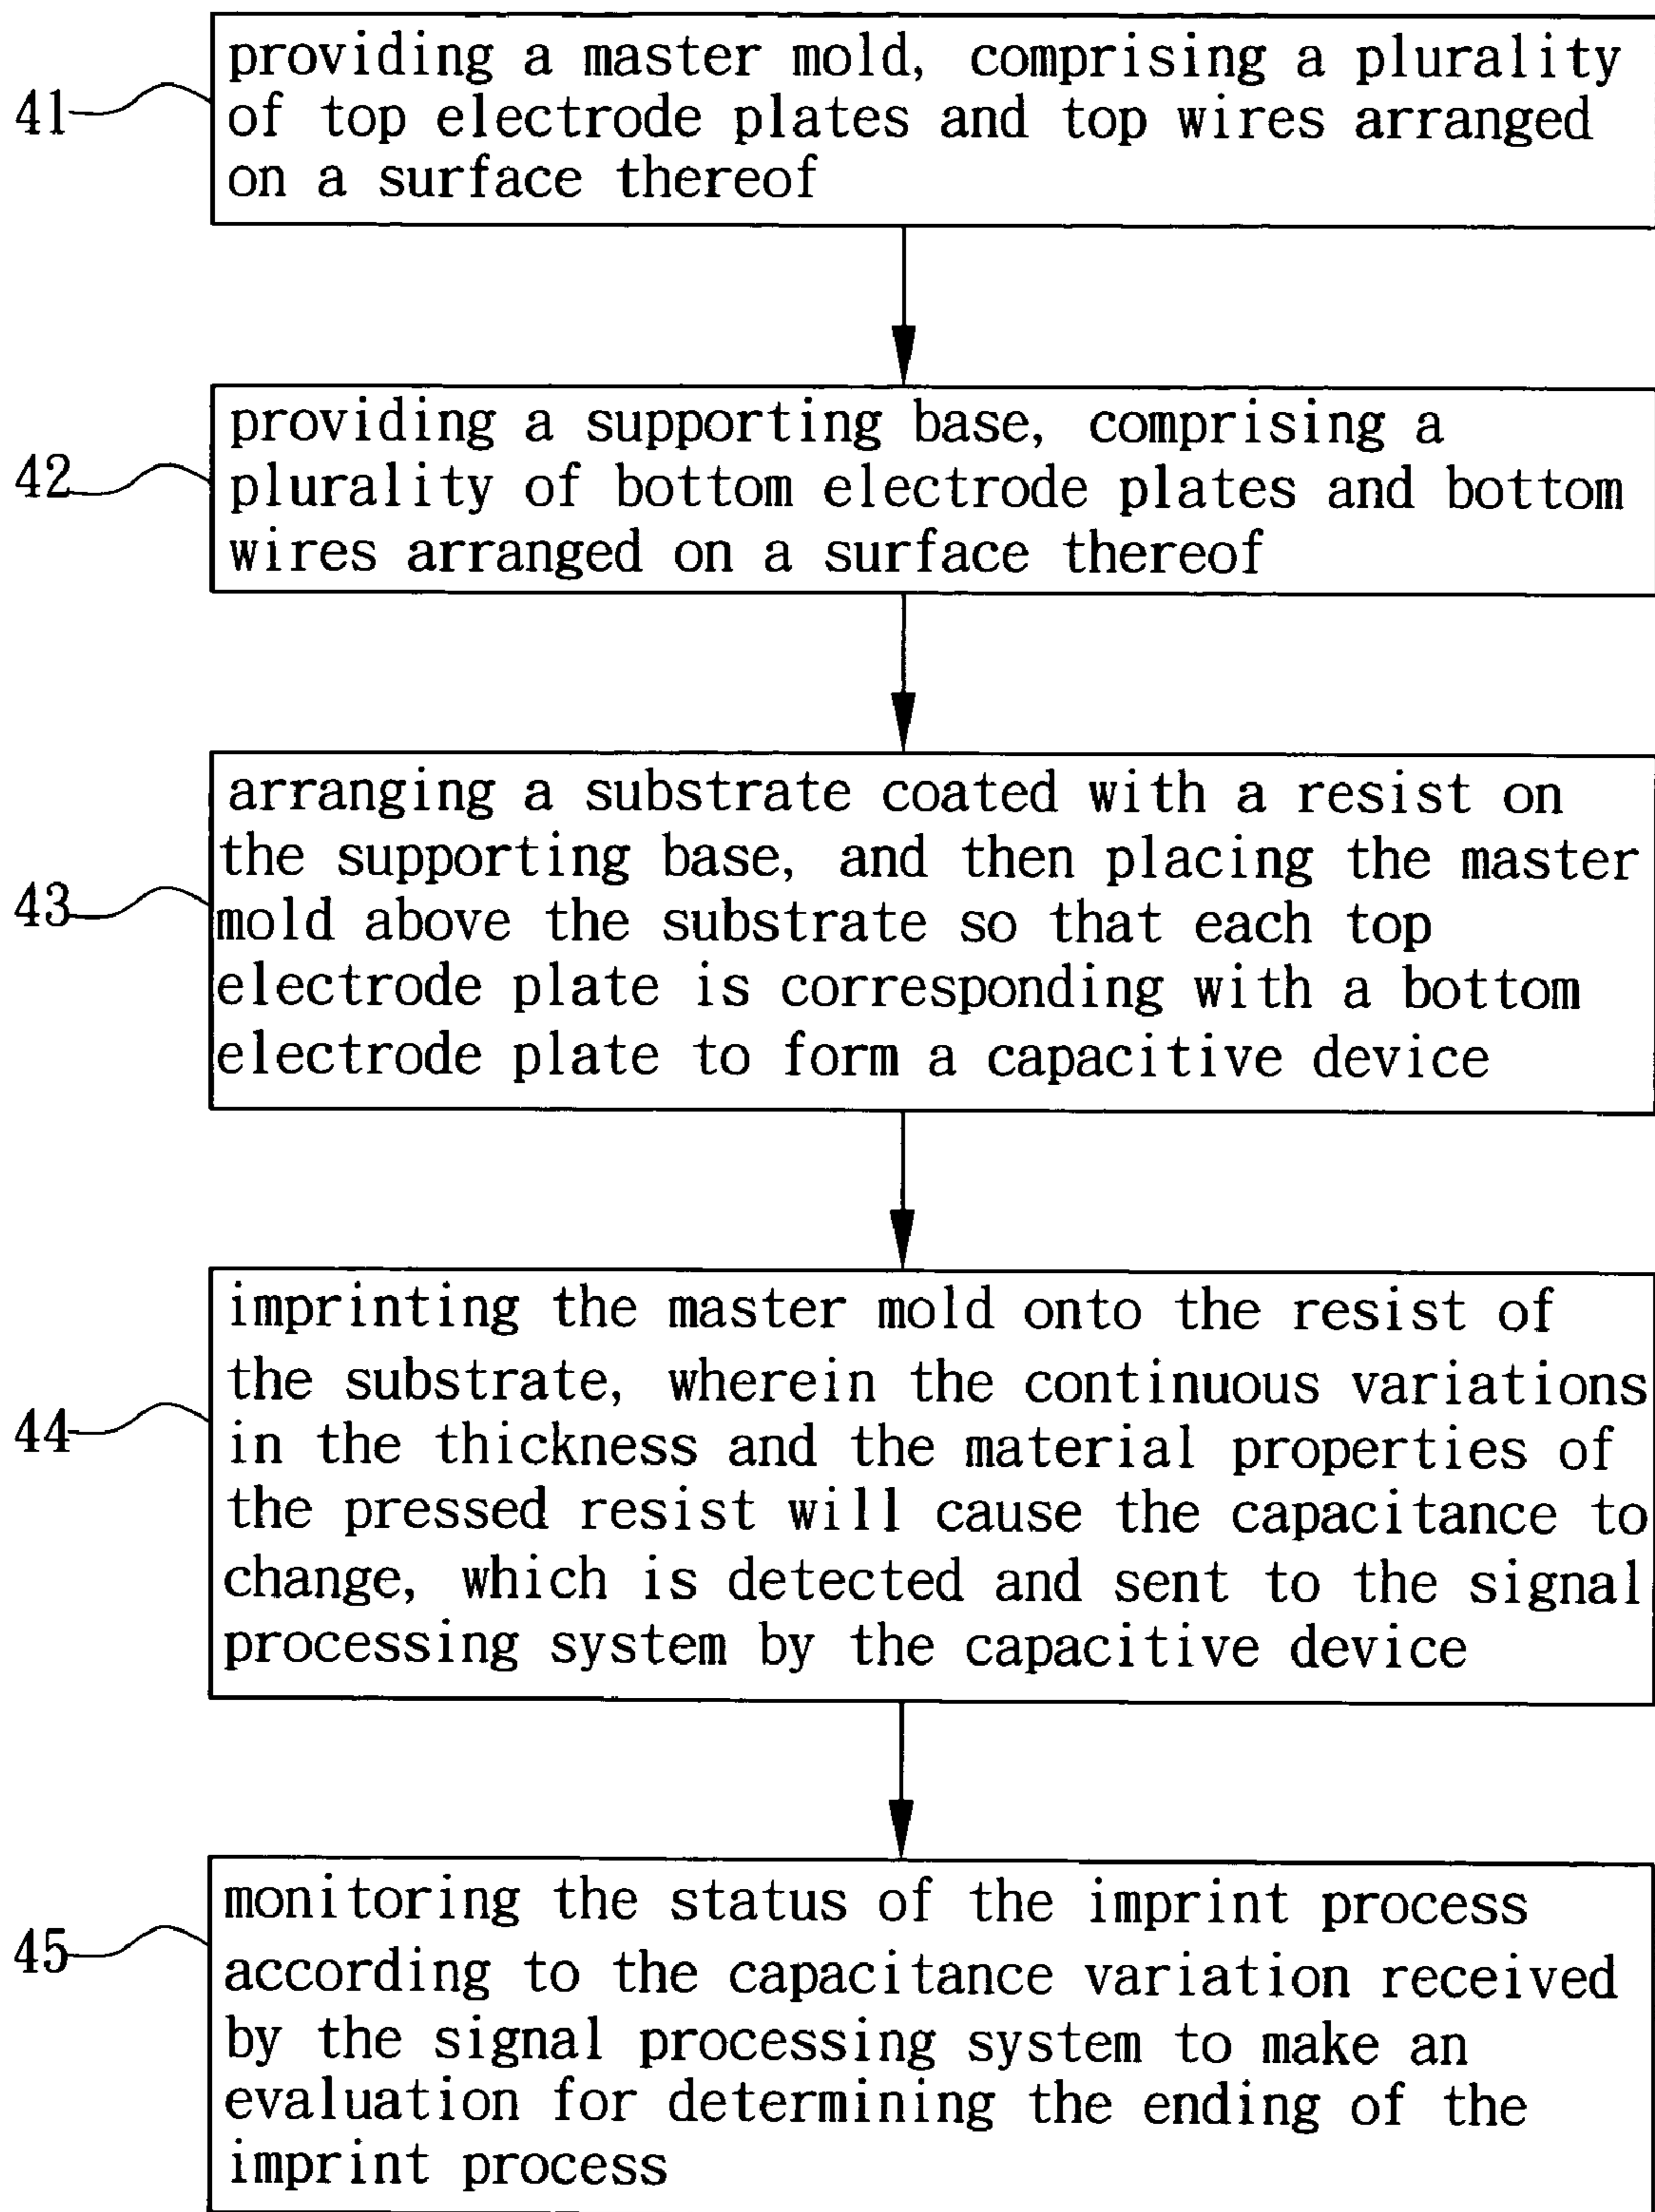 41
providing a master mold, comprising a plurality
of top electrode plates and top wires arranged
on a surface thereof
42
providing a supporting base, comprising a
plurality of bottom electrode plates and bottom
wires arranged on a surface thereof
43
arranging a substrate coated with a resist on
the supporting base, and then placing the master
mold above the substrate so that each top
electrode plate is corresponding with a bottom
electrode plate to form a capacitive device
44
imprinting the master mold onto the resist of
the substrate, wherein the continuous variations
in the thickness and the material properties of
the pressed resist will cause the capacitance to
change, which is detected and sent to the signal
processing system by the capacitive device
45
monitoring the status of the imprint process
according to the capacitance variation received
by the signal processing system to make an
evaluation for determining the ending of the
imprint process